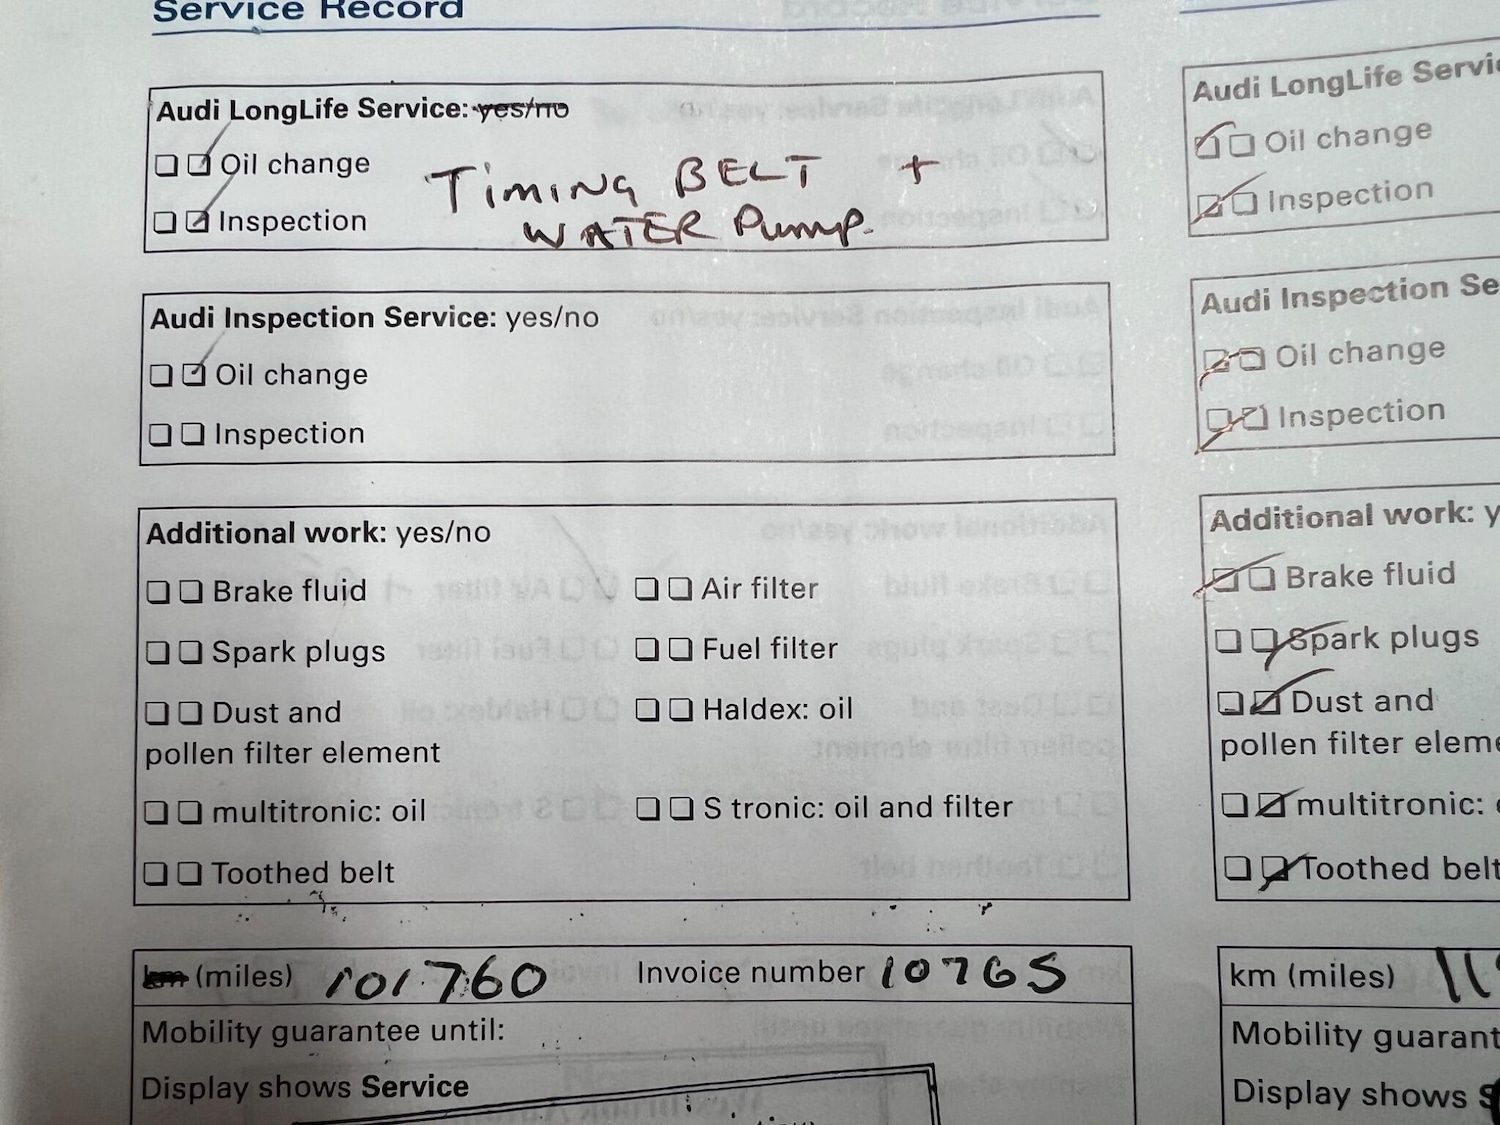 Service Record
Audi LongLife Service: yes/no
Oil change
Inspection
TiMING BELT +
WATER Pump.
Audi Inspection Service: yes/no
Oil change
Inspection
Additional work: yes/no
Brake fluid
Air filter
Spark plugs
Fuel filter
Dust and
pollen filter element
Haldex: oil
multitronic: oil
S tronic: oil and filter
Toothed belt
km (miles) 101760 Invoice number 10765
Mobility guarantee until:
Display shows Service
Audi LongLife
Oil change
Inspection
Audi Inspection
Oil change
Inspection
Additional work:
Brake fluid
Spark plugs
Dust and
pollen filter
multitronic:
Toothed belt
km (miles)
Mobility
Display shows